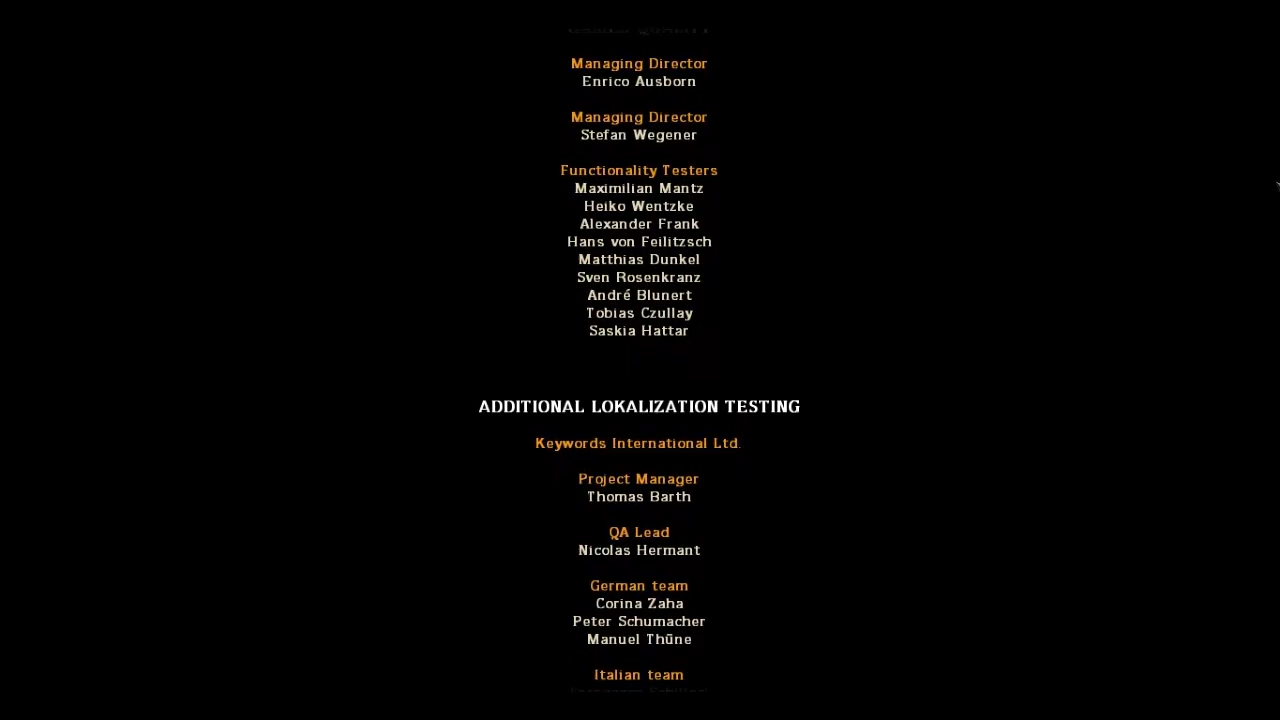 Managing Director
Enrico Ausborn
Managing Director
Stefan Wegener
Functionality Testers
Maximilian Mantz
Heiko Wentzke
Alexander Frank
Hans von Feilitzsch
Matthias Dunkel
Sven Rosenkranz
André Blunert
Tobias Czullay
Saskia Hattar
ADDITIONAL LOKALIZATION TESTING
Keywords International Ltd.
Project Manager
Thomas Barth
QA Lead
Nicolas Hermant
German team
Corina Zaha
Peter Schumacher
Manuel Thüne
Italian team